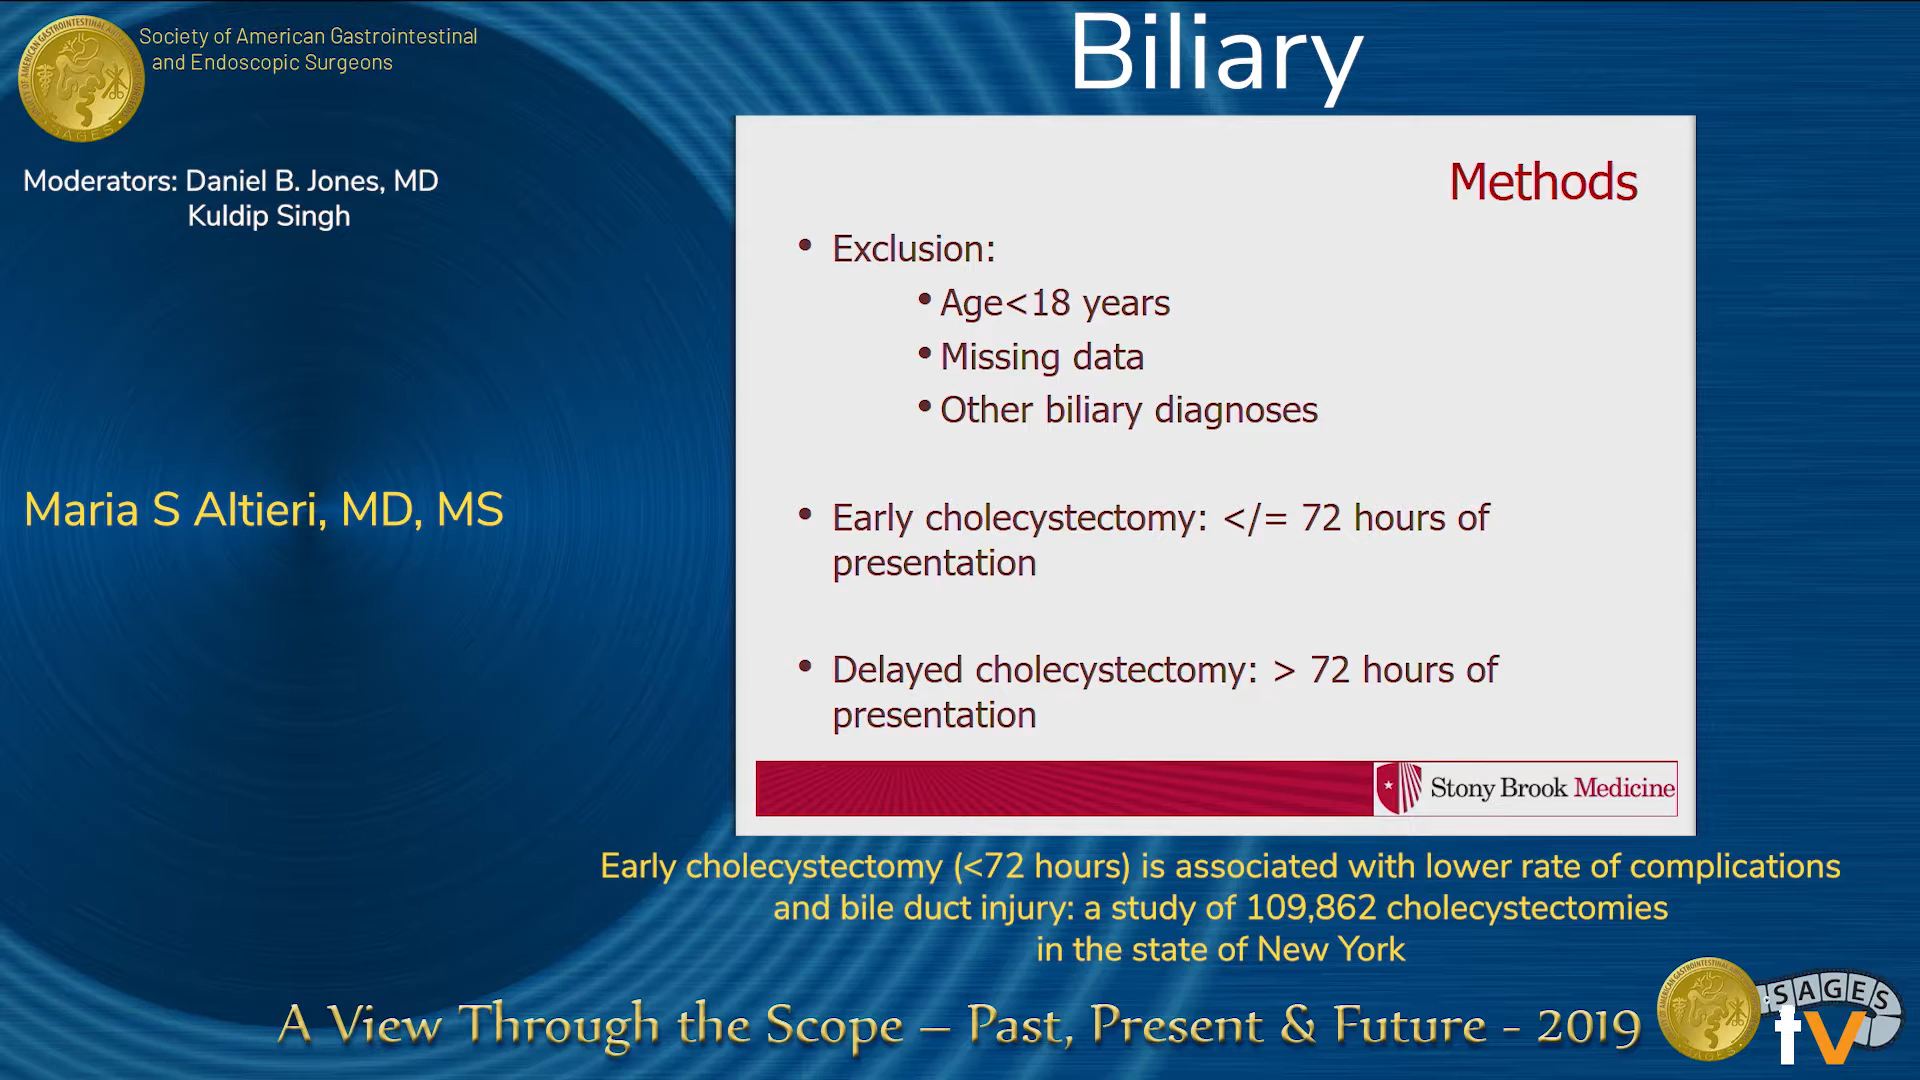 Society of American Gastrointestinal
and Endoscopic Surgeons
Biliary
Moderators: Daniel B. Jones, MD
Kuldip Singh
Maria S Altieri, MD, MS
Methods
• Exclusion:
• Age<18 years
• Missing data
• Other biliary diagnoses
• Early cholecystectomy: </= 72 hours of
presentation
• Delayed cholecystectomy: > 72 hours of
presentation
Stony Brook Medicine
Early cholecystectomy (<72 hours) is associated with lower rate of complications
and bile duct injury: a study of 109,862 cholecystectomies
in the state of New York
A View Through the Scope – Past, Present & Future - 2019
SAGES
tv